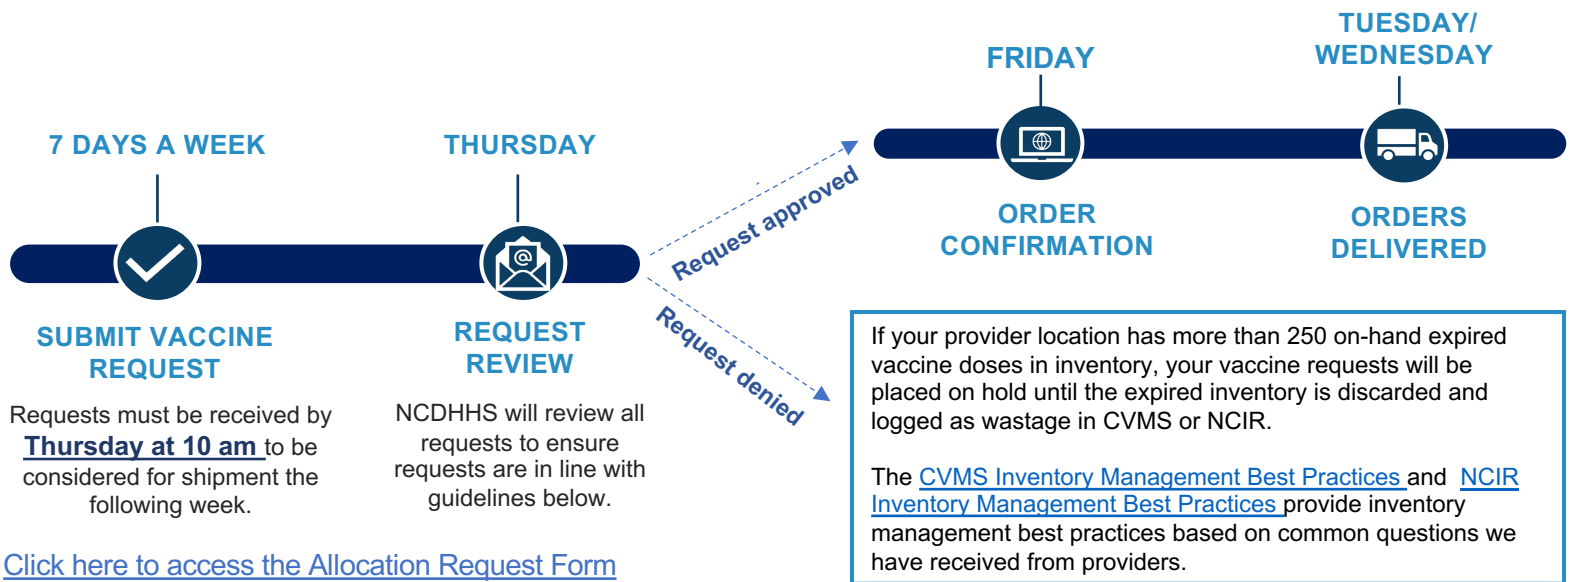 7 DAYS A WEEK
SUBMIT VACCINE
REQUEST
Requests must be received by
Thursday at 10 am to be
considered for shipment the
following week.
Click here to access the Allocation Request Form
THURSDAY
@
REQUEST
REVIEW
NCDHHS will review all
requests to ensure
requests are in line with
guidelines below.
Request approved
FRIDAY
ORDER
CONFIRMATION
TUESDAY/
WEDNESDAY
ORDERS
DELIVERED
Request denied
If your provider location has more than 250 on-hand expired
vaccine doses in inventory, your vaccine requests will be
placed on hold until the expired inventory is discarded and
logged as wastage in CVMS or NCIR.
The CVMS Inventory Management Best Practices and NCIR
Inventory Management Best Practices provide inventory
management best practices based on common questions we
have received from providers.